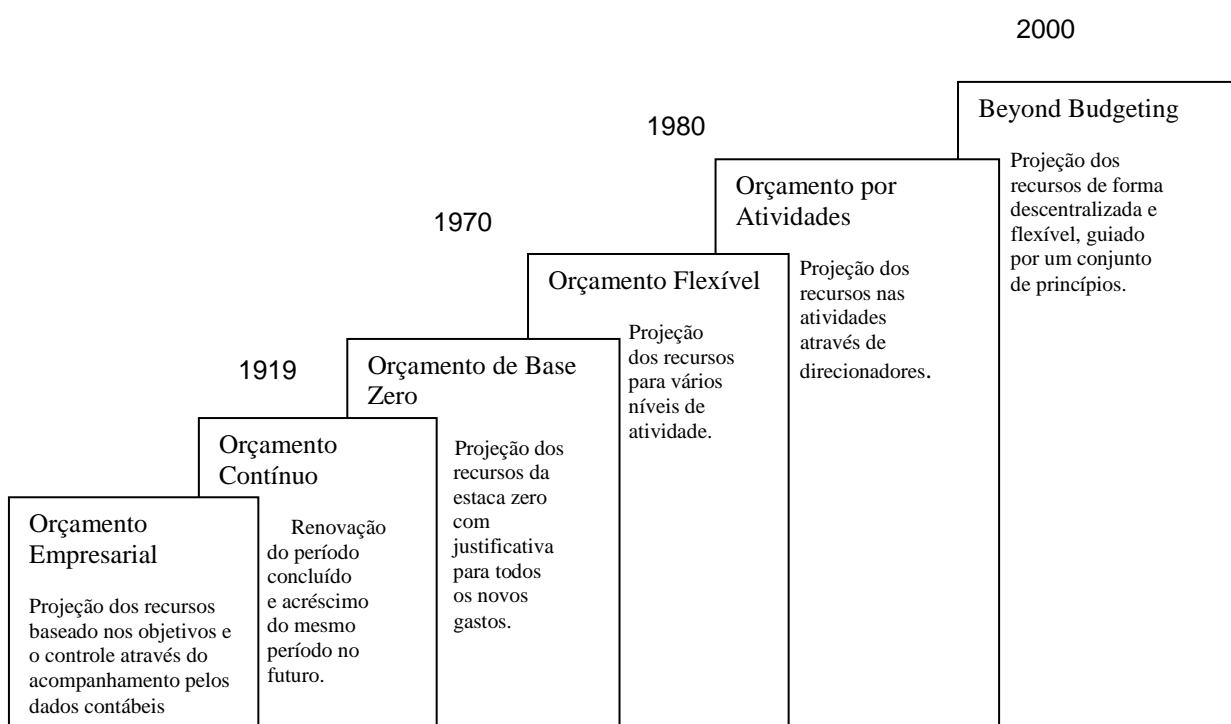 2000
Beyond Budgeting
Projeção dos
recursos de forma
descentralizada e
flexível, guiado
por um conjunto
de princípios.
1980
Orçamento por
Atividades
Projeção dos
recursos nas
atividades
através de
direcionadores.
1970
Orçamento Flexível
Projeção
dos recursos
para vários
níveis de
atividade.
1919
Orçamento de Base
Zero
Projeção dos
recursos da
estaca zero
com
justificativa
para todos
os novos
gastos.
Orçamento
Contínuo
Renovação
do período
concluído
e acréscimo
do mesmo
período no
futuro.
Orçamento
Empresarial
Projeção dos recursos
baseado nos objetivos e
o controle através do
acompanhamento pelos
dados contábeis